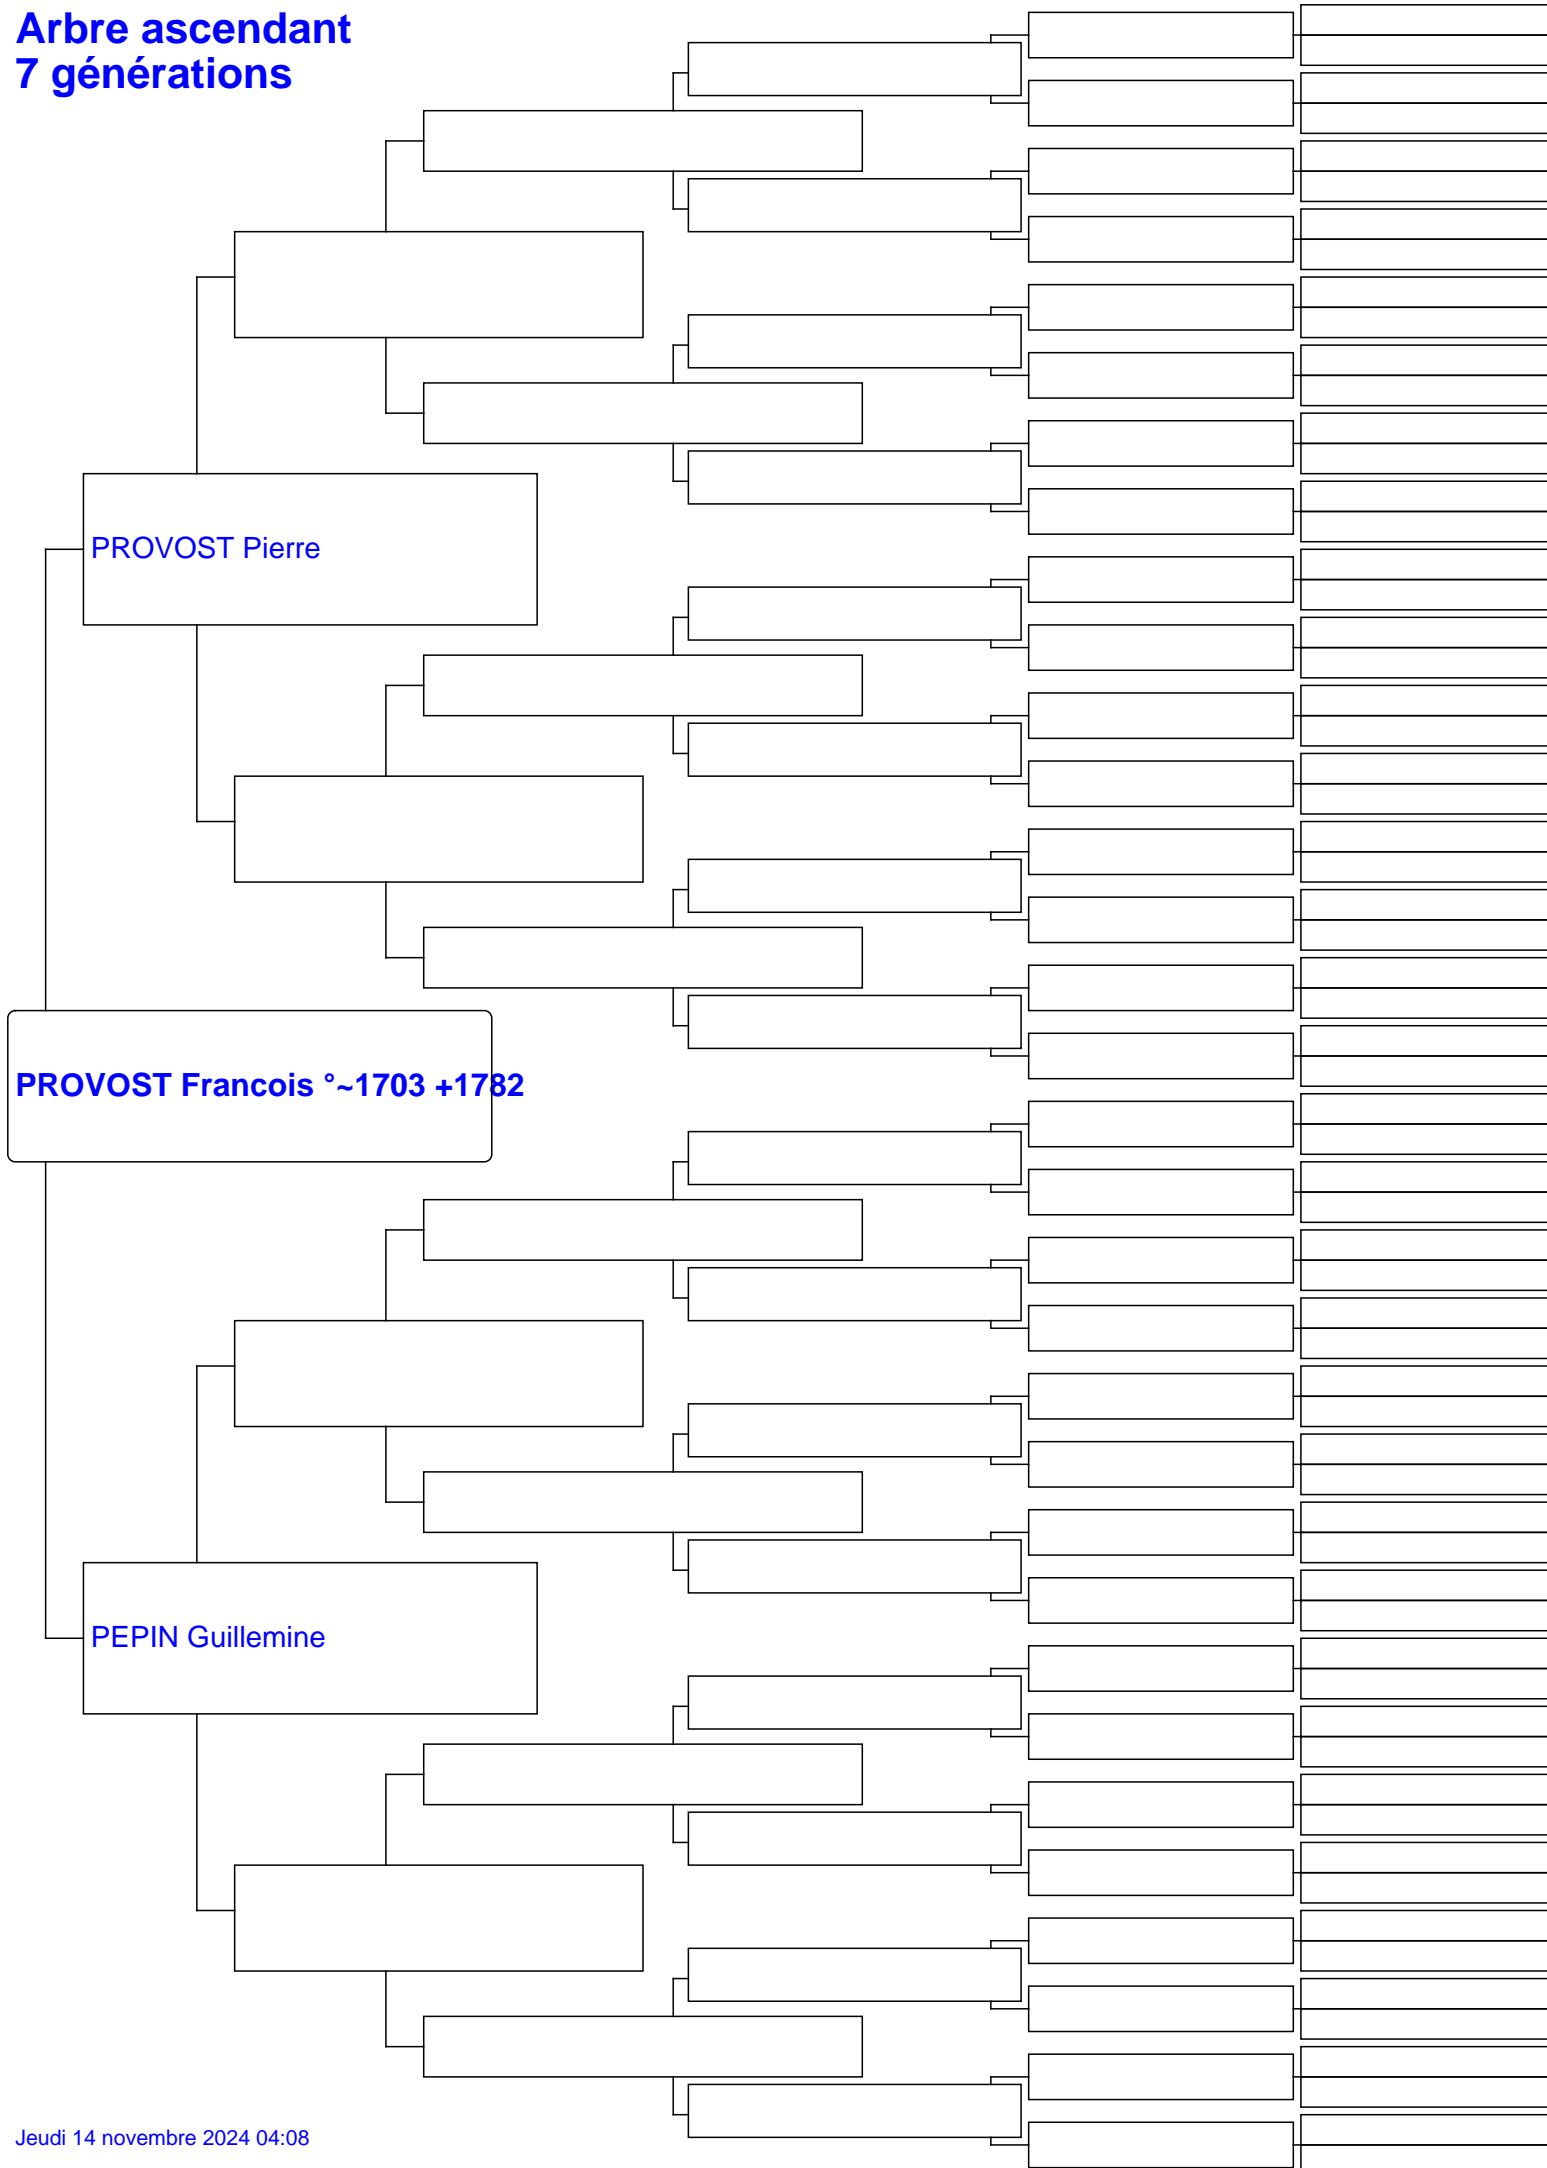 Arbre ascendant
7 générations
PROVOST Pierre
PROVOST Francois °~1703 +1782
PEPIN Guillemine
Jeudi 14 novembre 2024 04:08